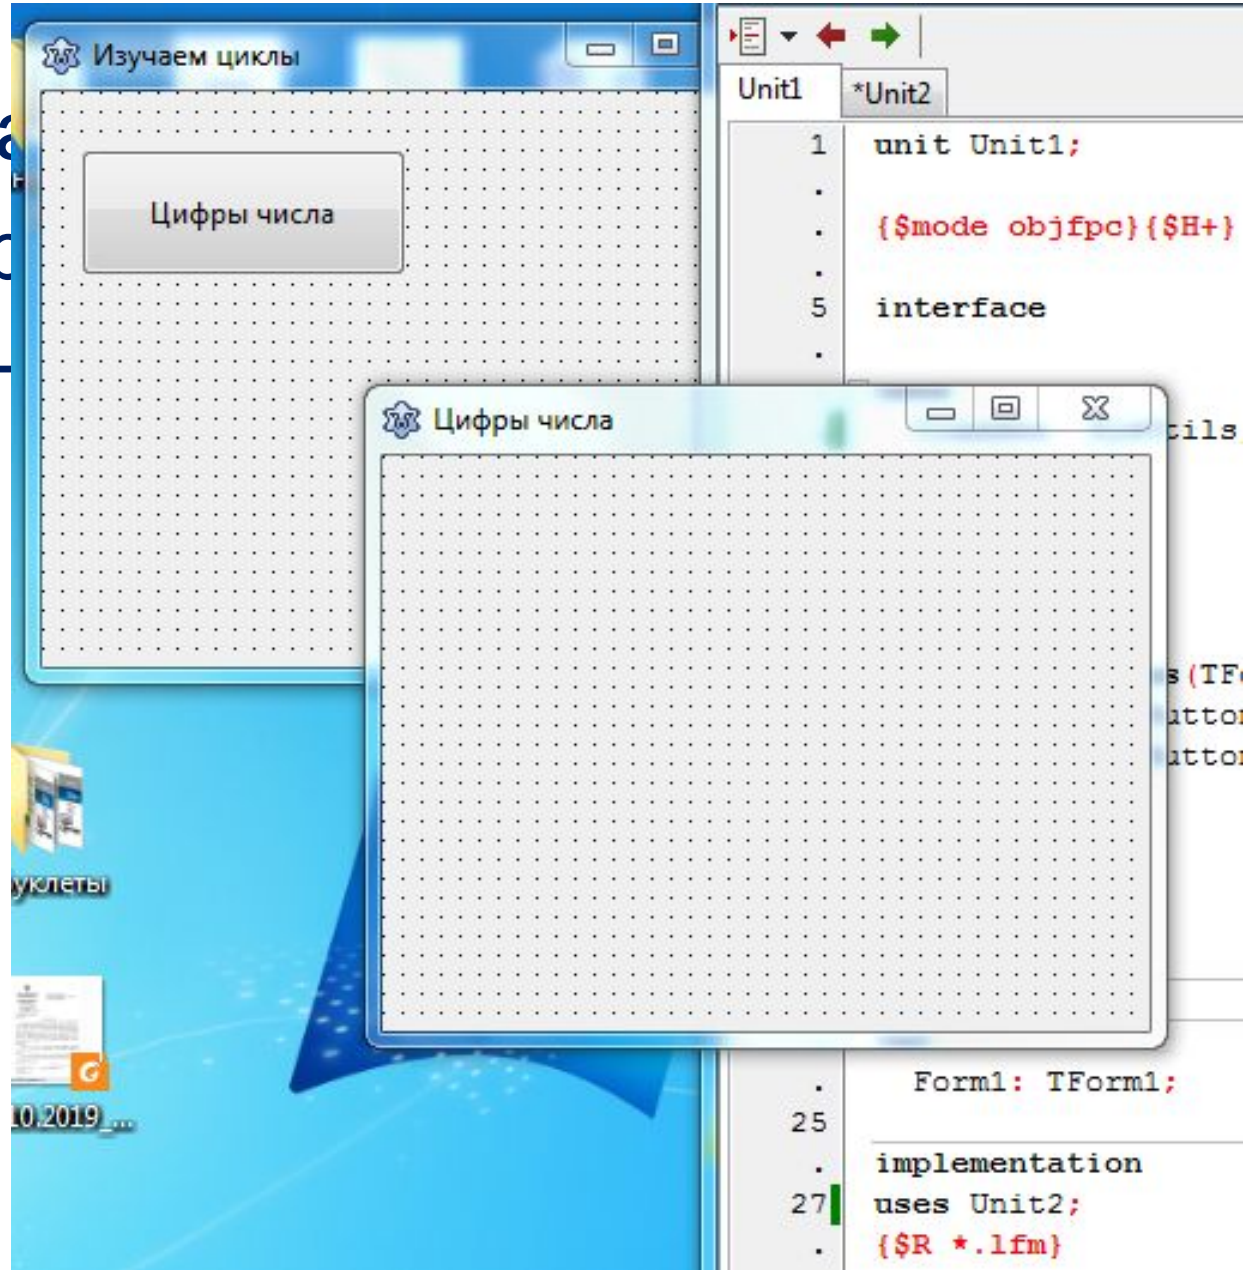 Изучаем циклы
Цифры числа
Unit1
*Unit2
1 unit Unit1;
{$mode objfpc}{$H+}
5 interface
Цифры числа
Form1: TForm1;
25
implementation
27 uses Unit2;
{$R *.lfm}